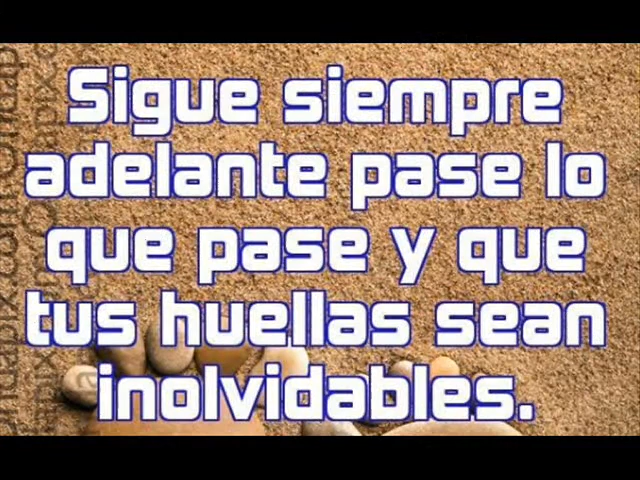 Sigue siempre
adelante pase lo
que pase y que
tus huellas sean
inolvidables.